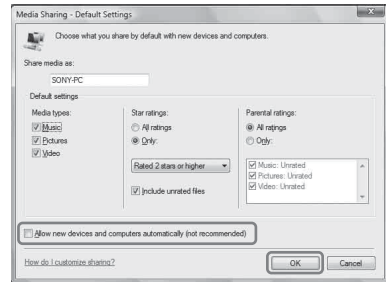 Media Sharing - Default Settings
Choose what you share by default with new devices and computers.
Share media as:
SONY-PC
Default settings
Media types:
Music
Pictures
Video
Star ratings:
All ratings
Only:
Rated 2 stars or higher
Include unrated files
Parental ratings:
All ratings
Only:
Music: Unrated
Pictures: Unrated
Video: Unrated
Allow new devices and computers automatically (not recommended)
How do I customize sharing?
OK
Cancel